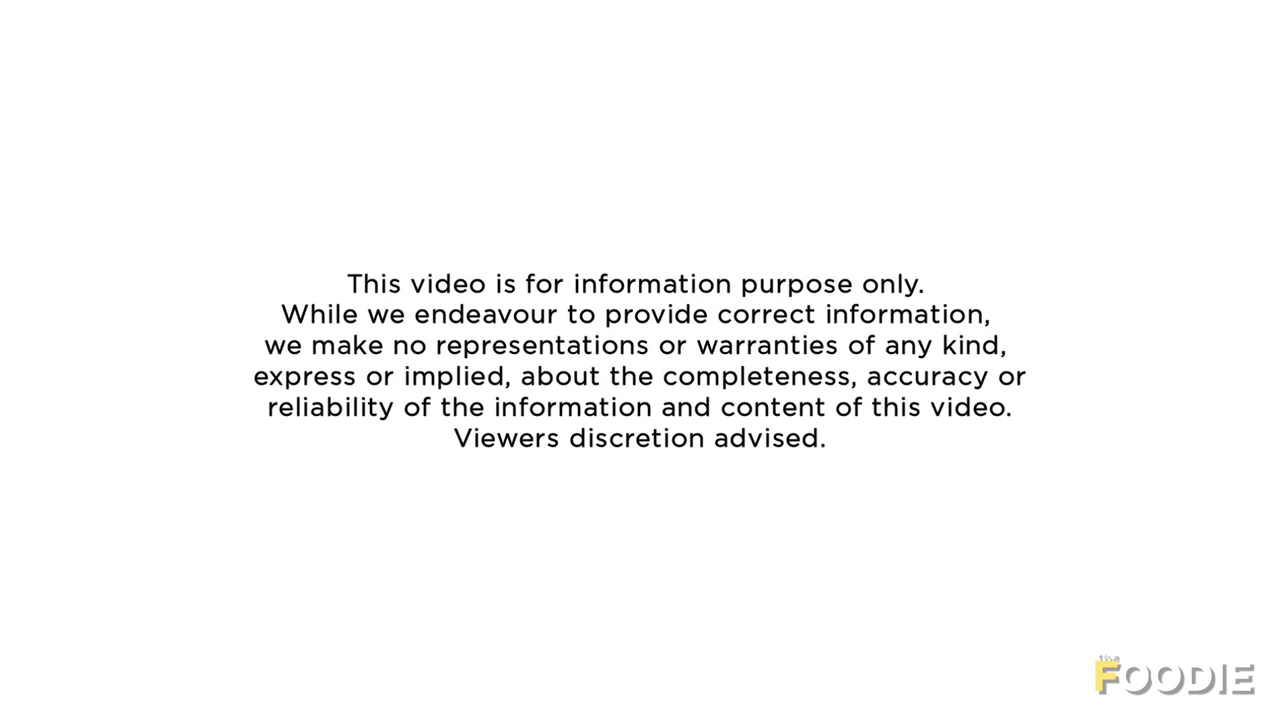 This video is for information purpose only.
While we endeavour to provide correct information,
we make no representations or warranties of any kind,
express or implied, about the completeness, accuracy or
reliability of the information and content of this video.
Viewers discretion advised.
the
FOODIE